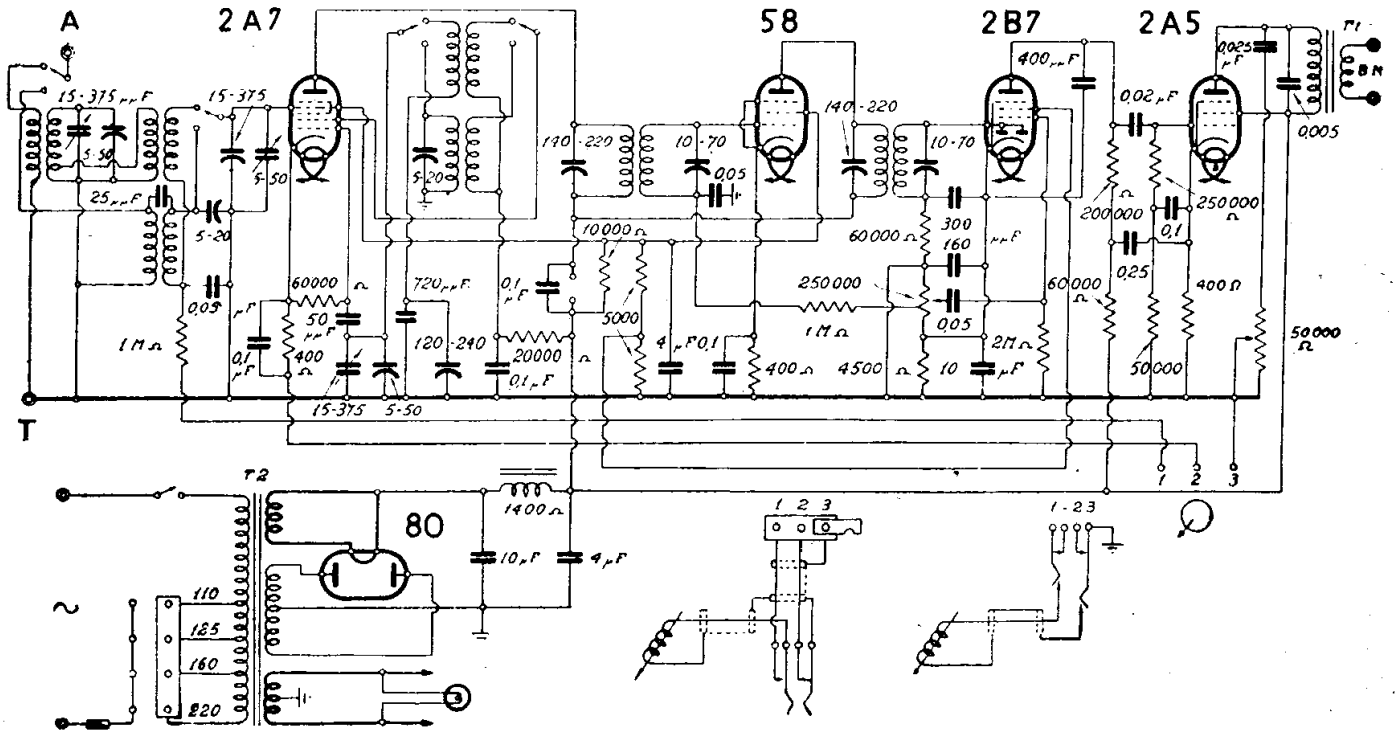 A
2A7
58
2B7
2A5
T1
15-375 μμF
15-375
400 μμF
0,025 μF
BM
0,02 μF
140-220
10-70
140-220
10-70
0,005
5-50
5-50
5-20
0,05
25 μμF
5-20
10000 Ω
60000 Ω
300
160
μμF
200000 Ω
250000 Ω
0,1
0,25
0,05
60000 Ω
720 μμF
0,1 μF
250000
60000 Ω
400 Ω
50 μμF
5000
0,05
1 MΩ
0,1 μF
400 Ω
120-240
20000 Ω
4 μF
0,1
1 MΩ
2 MΩ
50000 Ω
15-375
5-50
0,1 μF
400 Ω
4500 Ω
10 μF
50000
T
1 2 3
T2
1400 Ω
80
10 μF
4 μF
1 2 3
1-23
~
110
125
160
220